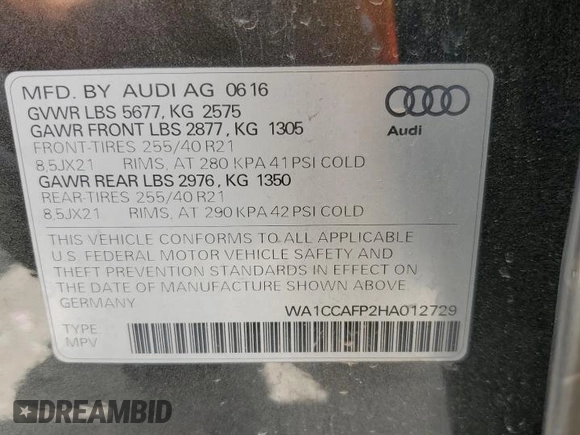 MFD. BY AUDI AG 06 16
GVWR LBS 5677, KG 2575
GAWR FRONT LBS 2877, KG 1305
FRONT-TIRES 255/40 R21
8,5JX21 RIMS, AT 280 KPA 41 PSI COLD
GAWR REAR LBS 2976, KG 1350
REAR-TIRES 255/40 R21
8,5JX21 RIMS, AT 290 KPA 42 PSI COLD
Audi
THIS VEHICLE CONFORMS TO ALL APPLICABLE
U.S. FEDERAL MOTOR VEHICLE SAFETY AND
THEFT PREVENTION STANDARDS IN EFFECT ON
THE DATE OF MANUFACTURE SHOWN ABOVE
GERMANY
WA1CCAFP2HA012729
TYPE
MPV
DREAMBID